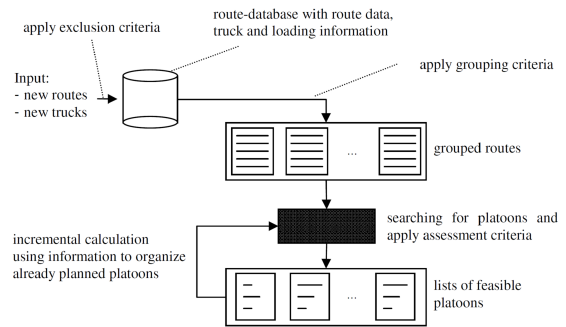 route-database with route data,
truck and loading information
apply exclusion criteria
apply grouping criteria
Input:
- new routes
- new trucks
...
grouped routes
searching for platoons and
apply assessment criteria
incremental calculation
using information to organize
already planned platoons
...
lists of feasible
platoons